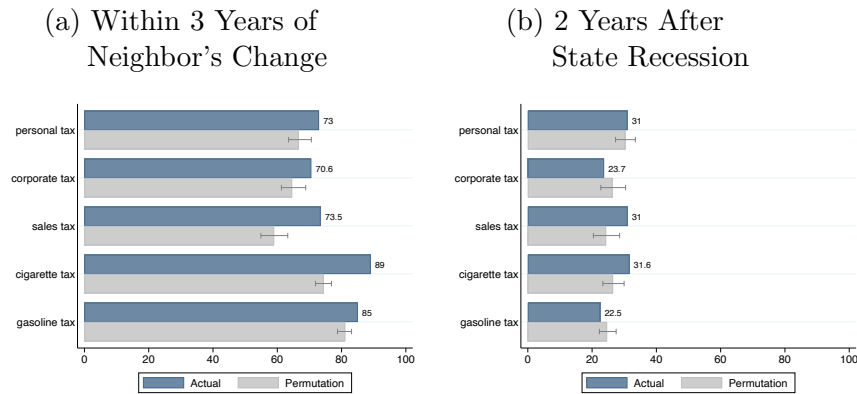 (a) Within 3 Years of
Neighbor's Change
personal tax
73
corporate tax
70.6
sales tax
73.5
cigarette tax
89
gasoline tax
85
0 20 40 60 80 100
Actual Permutation
(b) 2 Years After
State Recession
personal tax
31
corporate tax
23.7
sales tax
31
cigarette tax
31.6
gasoline tax
22.5
0 20 40 60 80 100
Actual Permutation